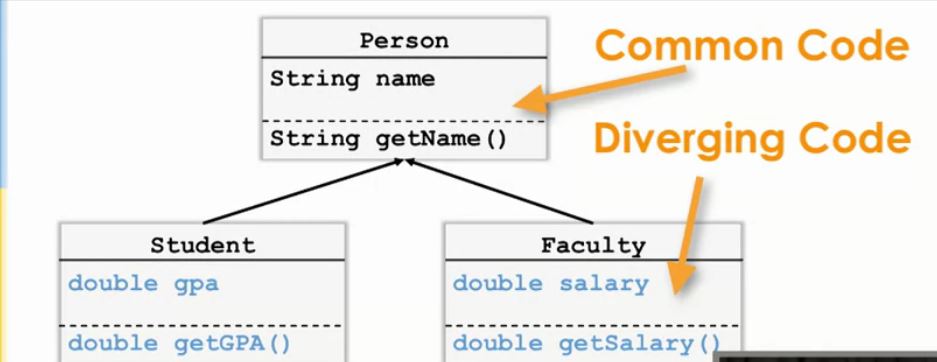 Person
Common Code
String name
String getName()
Diverging Code
Student
Faculty
double gpa
double salary
double getGPA()
double getSalary()